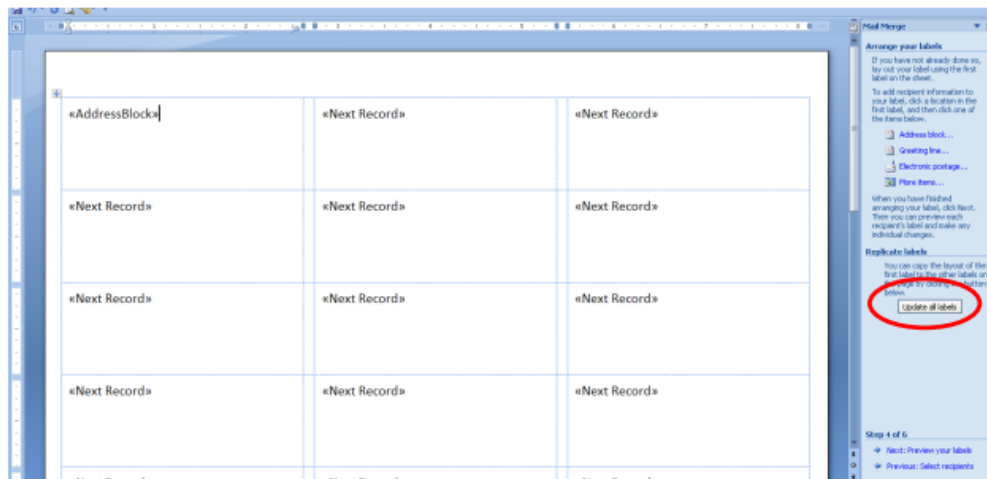 Mail Merge
Arrange your labels
If you have not already done so,
lay out your label using the first
label on the sheet.
To add recipient information to
your label, click a location in the
first label, and then click one of
the items below.
Address block...
Greeting line...
Electronic postage...
More items...
When you have finished
arranging your label, click Next.
Then you can preview each
recipient's label and make any
individual changes.
Replicate labels
You can copy the layout of the
first label to the other labels on
the page by clicking the button
below.
Update all labels
Step 4 of 6
Next: Preview your labels
Previous: Select recipients
«AddressBlock» «Next Record» «Next Record»
«Next Record» «Next Record» «Next Record»
«Next Record» «Next Record» «Next Record»
«Next Record» «Next Record» «Next Record»